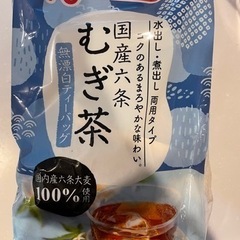 水出し・煮出し 両用タイプ
コクのあるまろやかな味わい。
国産六条
むぎ茶
無漂白ティーバッグ
国内産六条大麦
100%使用